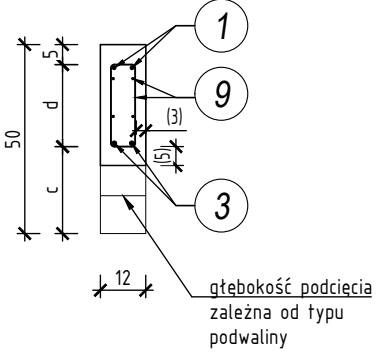 1
5
9
d
(3)
50
(5)
c
3
12
głębokość podcięcia
zależna od typu
podwaliny